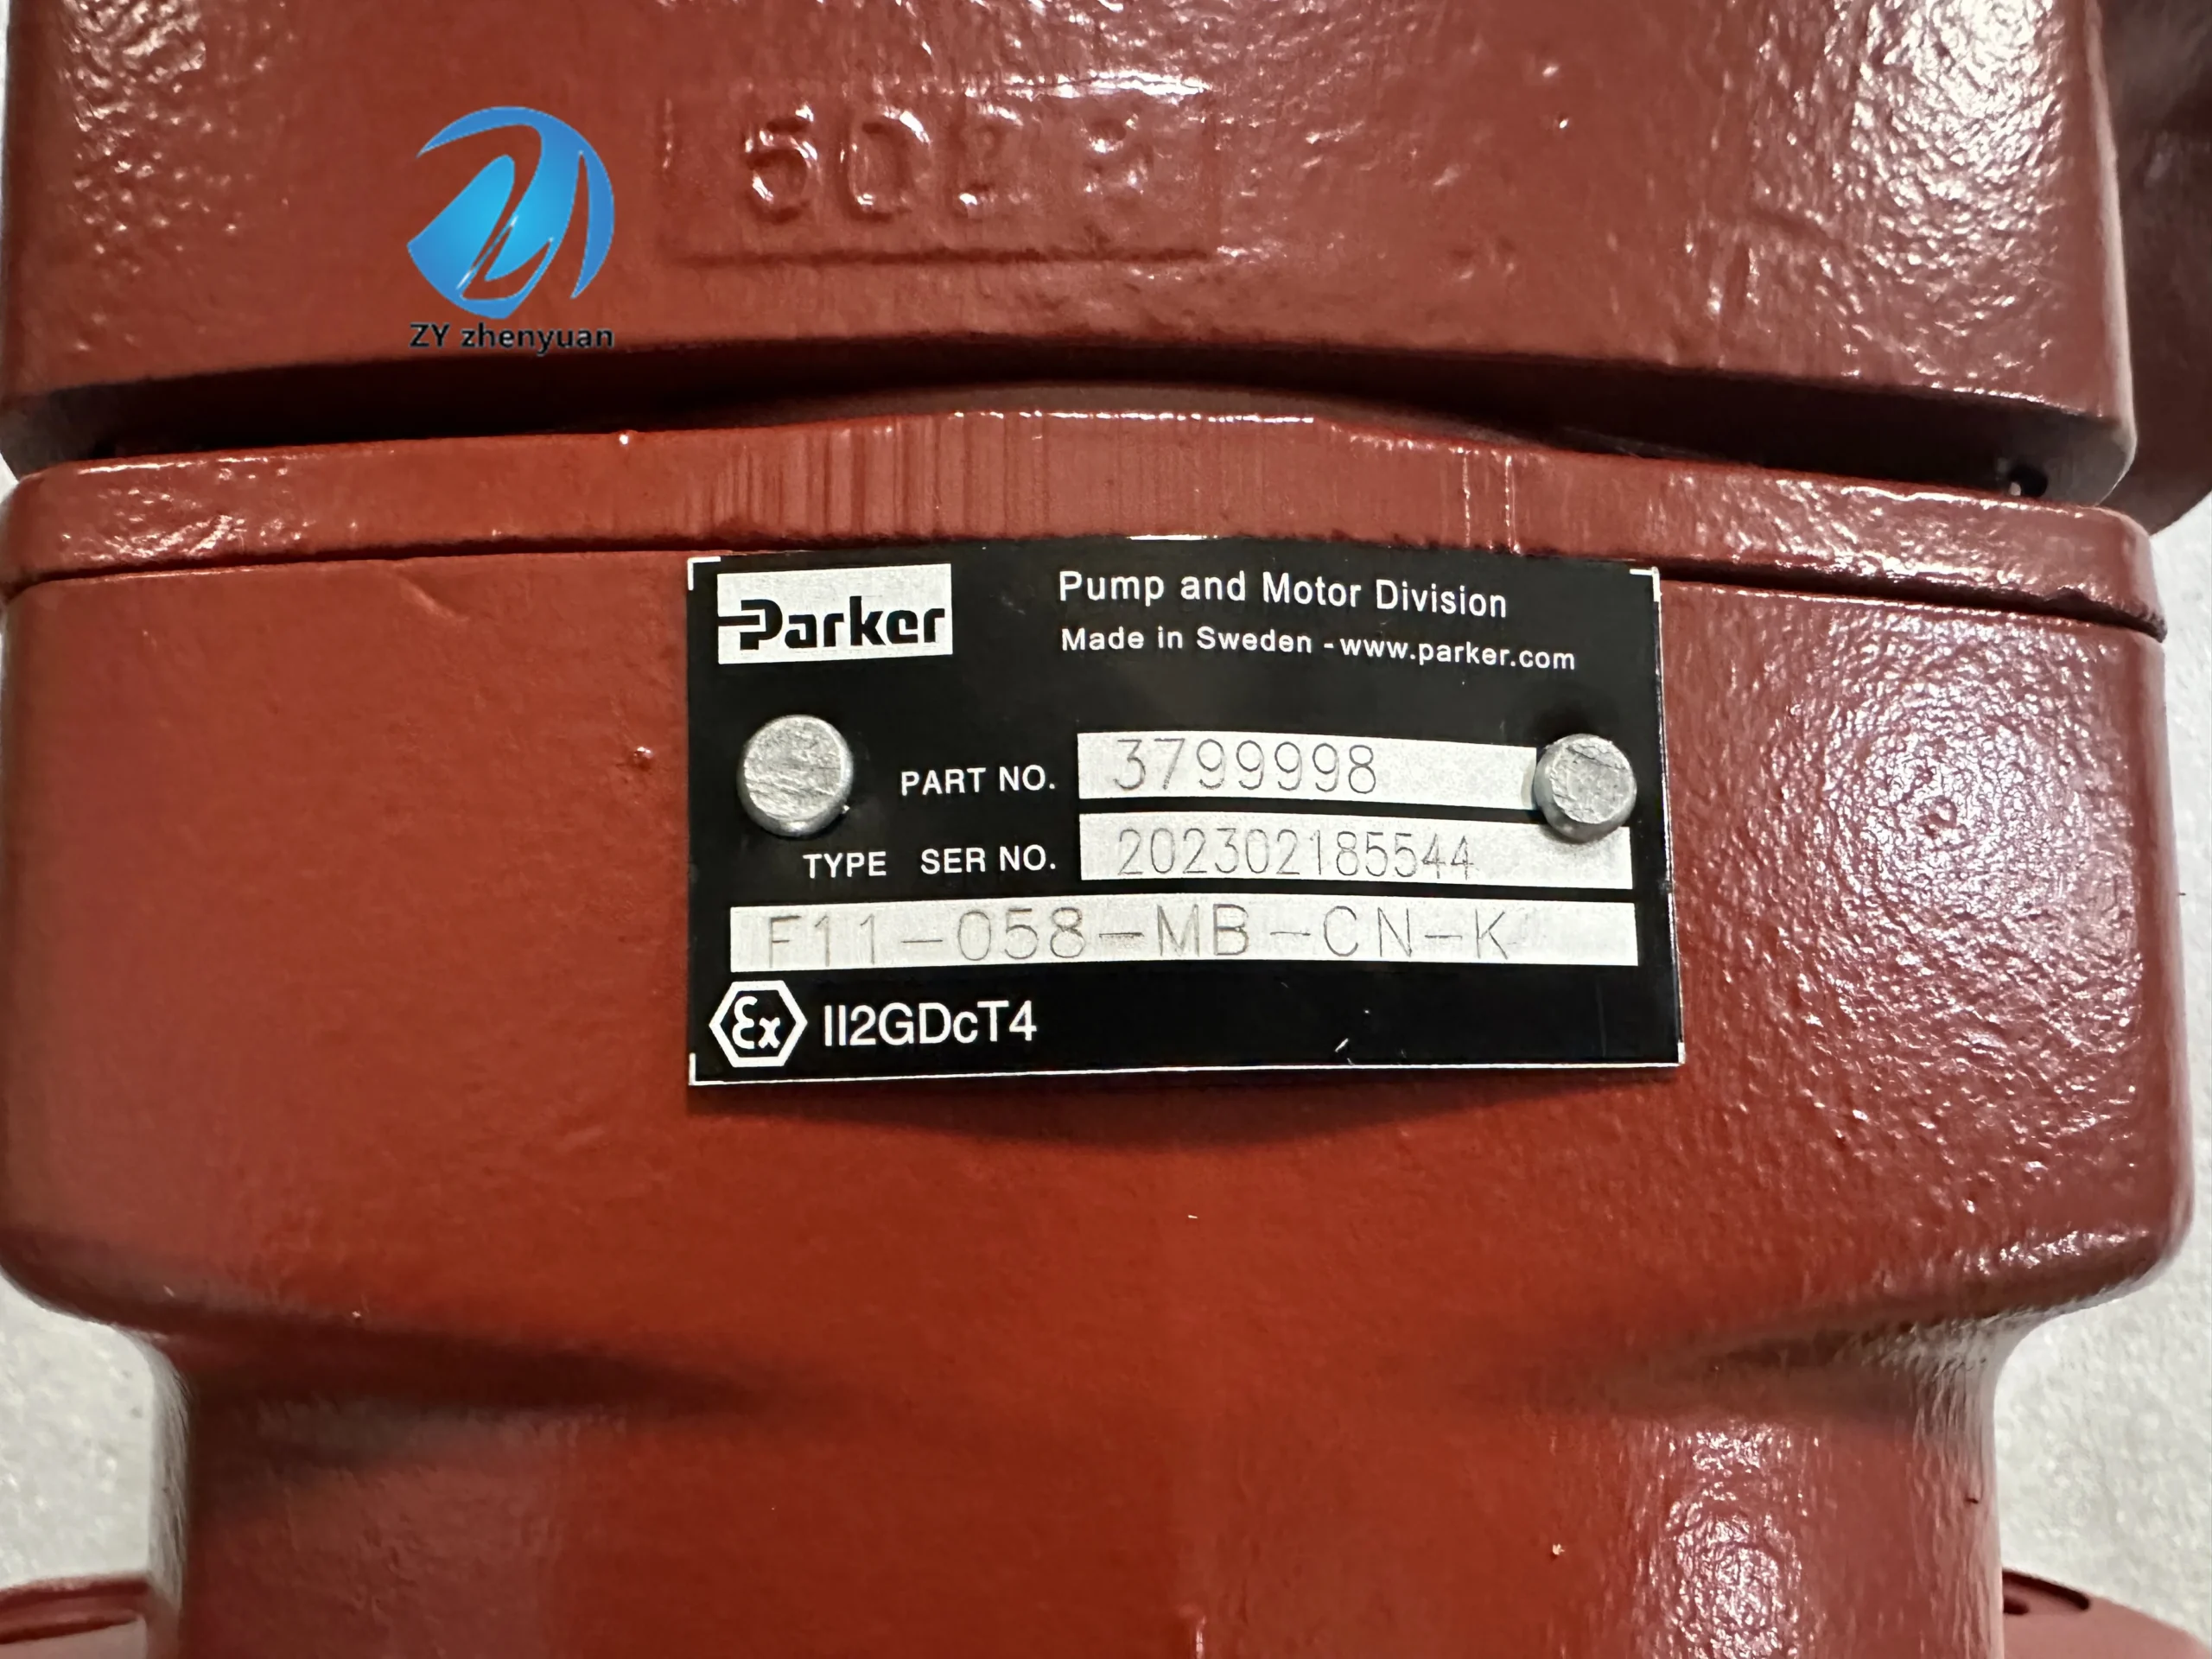 ZY zhenyuan
Parker
Pump and Motor Division
Made in Sweden - www.parker.com
PART NO. 3799998
TYPE SER NO. 202302185544
F11-058-MB-CN-K
Ex II2GDcT4